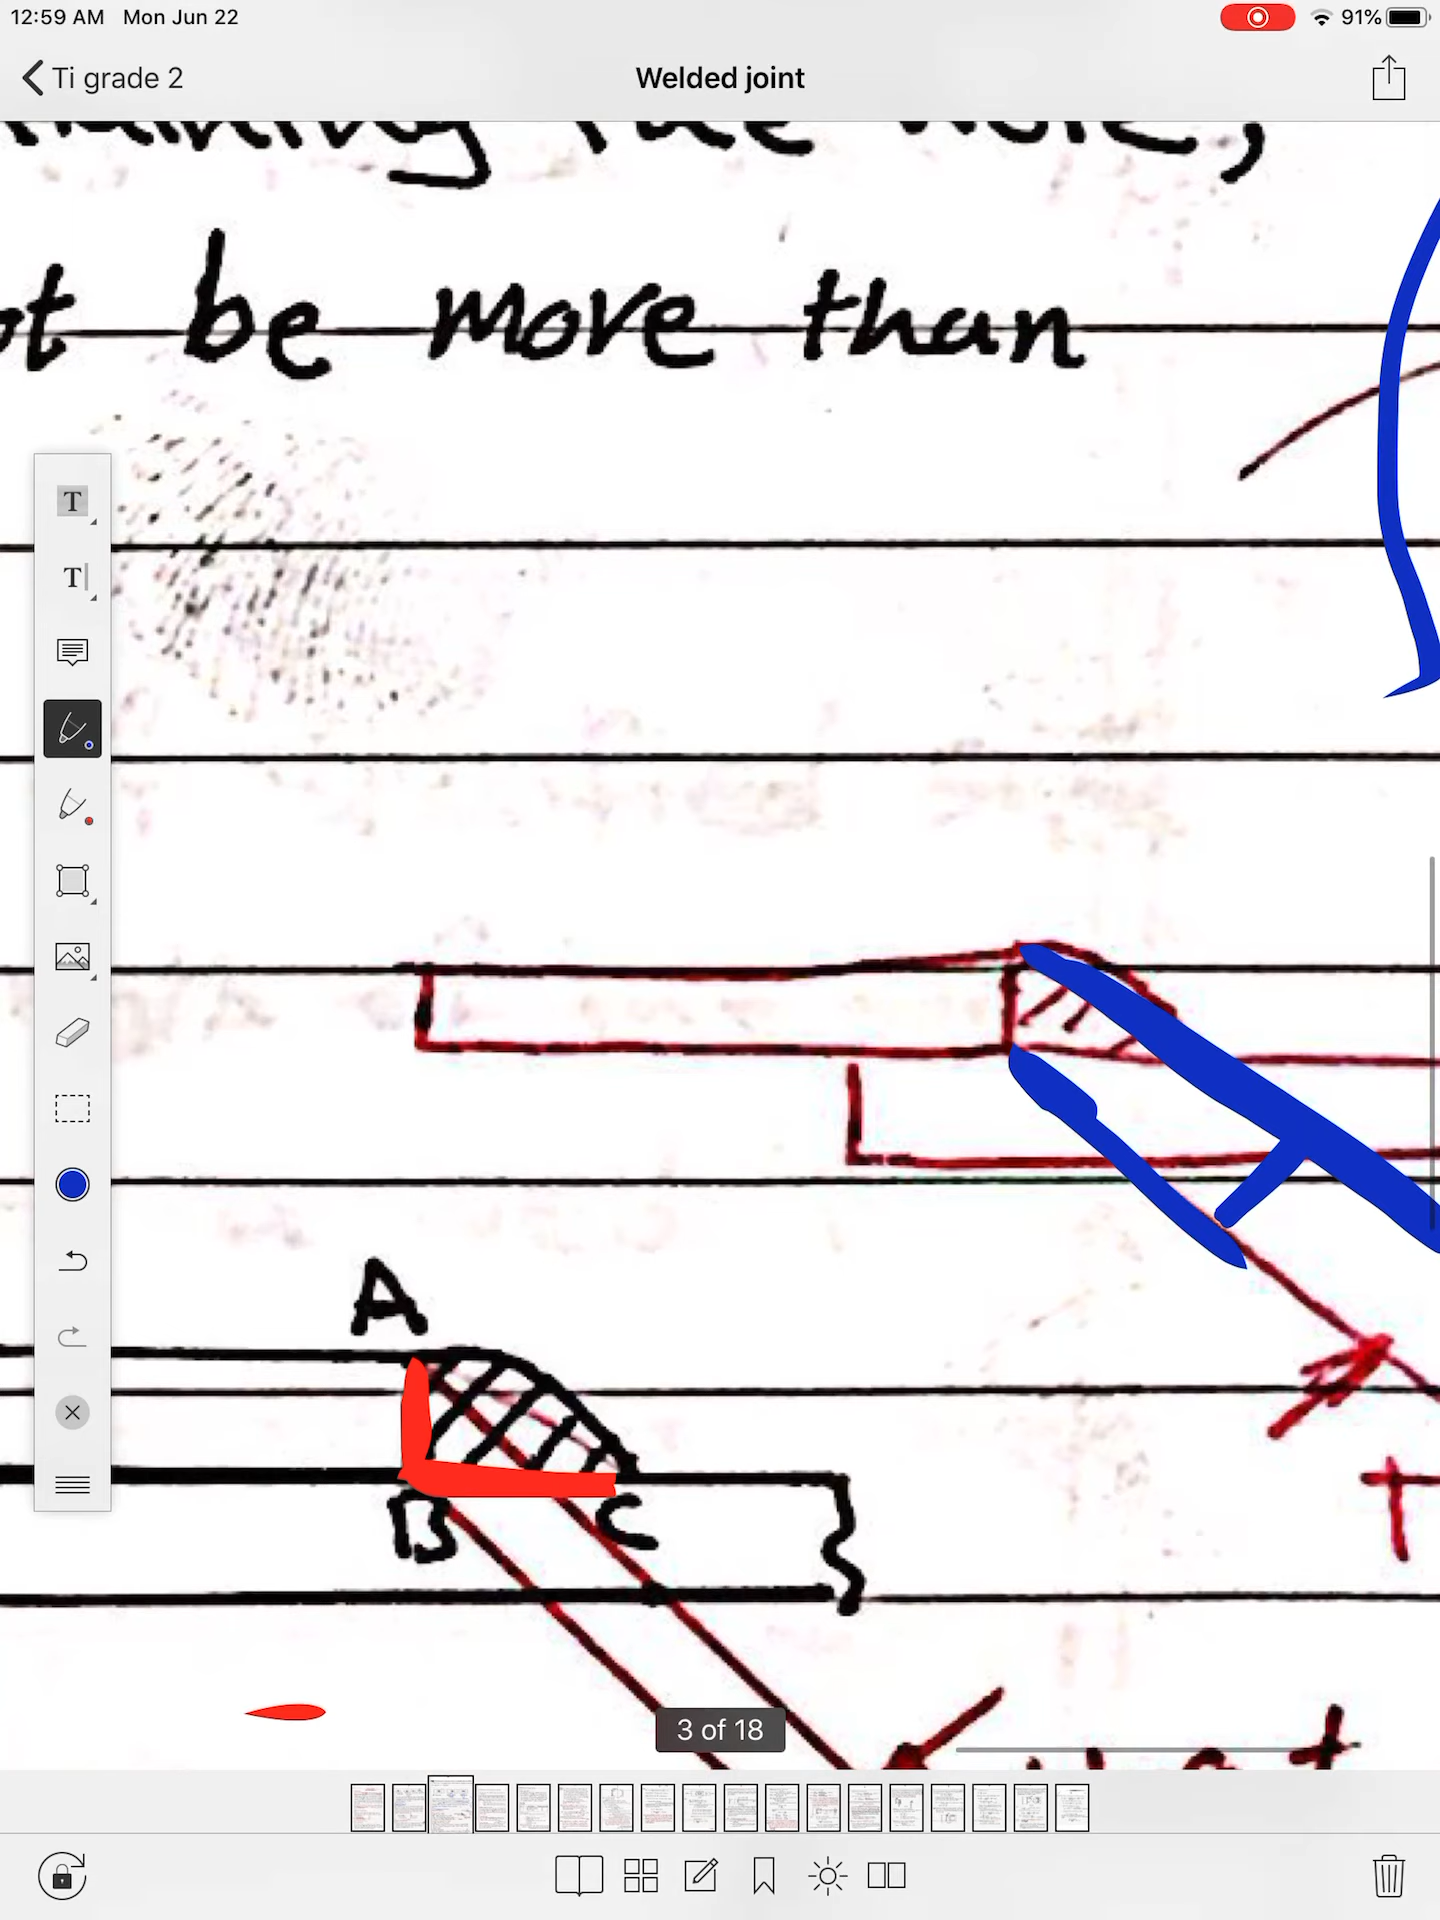 12:59 AM Mon Jun 22
91%
Ti grade 2
Welded joint
be more than
T
T
A
B
C
t
3 of 18